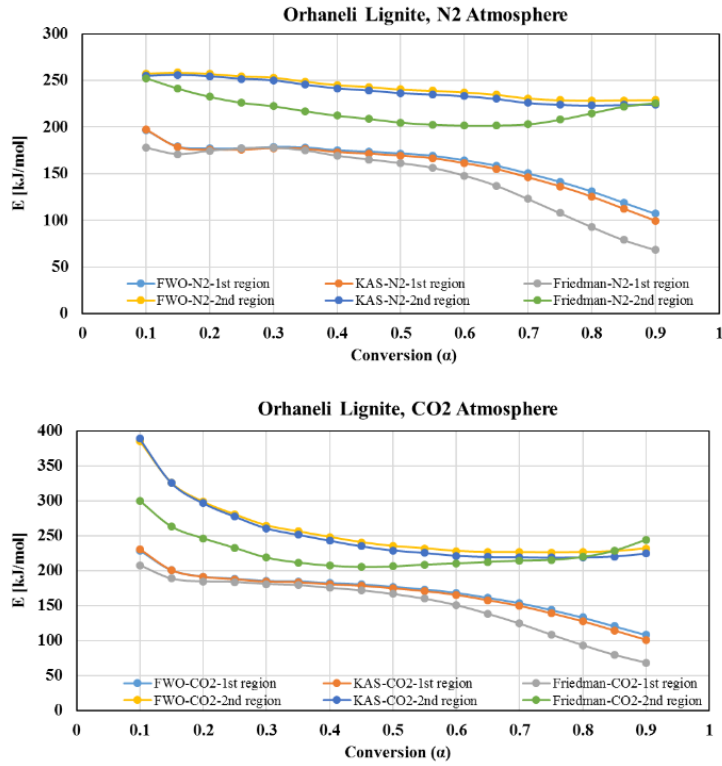 Orhaneli Lignite, N2 Atmosphere
300
250
200
150
100
50
0
E [kJ/mol]
FWO-N2-1st region KAS-N2-1st region Friedman-N2-1st region
FWO-N2-2nd region KAS-N2-2nd region Friedman-N2-2nd region
0 0.1 0.2 0.3 0.4 0.5 0.6 0.7 0.8 0.9 1
Conversion (α)
Orhaneli Lignite, CO2 Atmosphere
400
350
300
250
200
150
100
50
0
E [kJ/mol]
FWO-CO2-1st region KAS-CO2-1st region Friedman-CO2-1st region
FWO-CO2-2nd region KAS-CO2-2nd region Friedman-CO2-2nd region
0 0.1 0.2 0.3 0.4 0.5 0.6 0.7 0.8 0.9 1
Conversion (α)